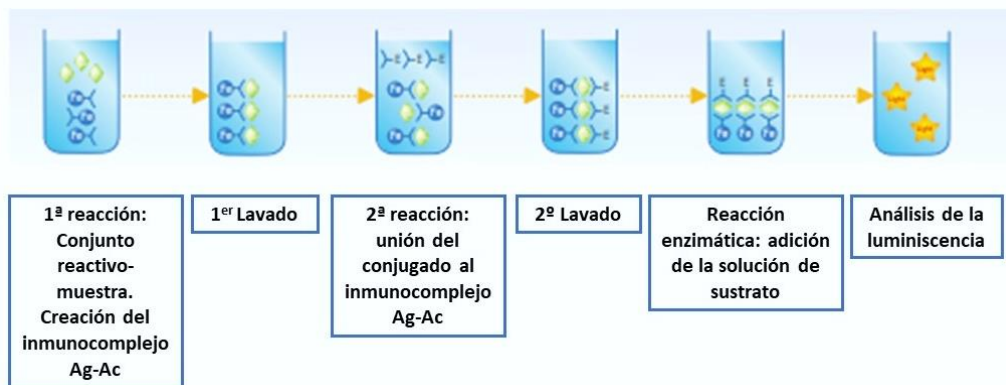 1ª reacción:
Conjunto
reactivo-
muestra.
Creación del
inmunocomplejo
Ag-Ac
1er Lavado
2ª reacción:
unión del
conjugado al
inmunocomplejo
Ag-Ac
2º Lavado
Reacción
enzimática: adición
de la solución de
sustrato
Análisis de la
luminiscencia